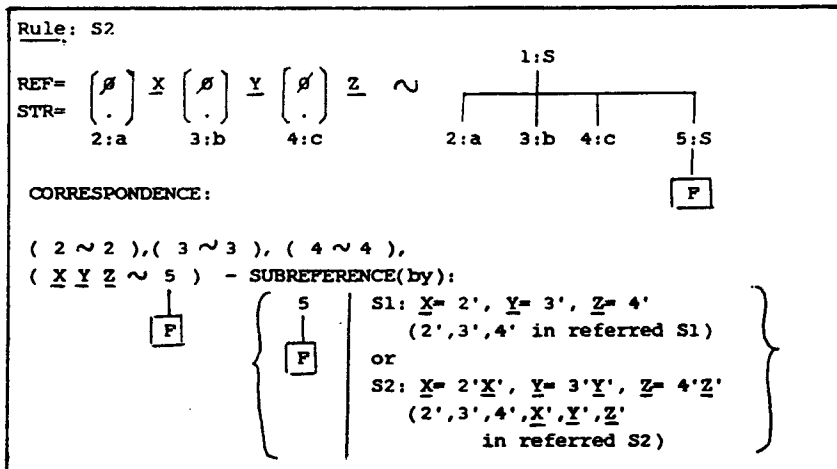 Rule: S2
1:S
REF= (ø) X (ø) Y (ø) Z ~
STR= (.) (.) (.)
2:a 3:b 4:c
2:a 3:b 4:c 5:S
F
CORRESPONDENCE:
( 2 ~ 2 ),( 3 ~ 3 ), ( 4 ~ 4 ),
( X Y Z ~ 5 ) - SUBREFERENCE(by):
F
5
F
S1: X= 2', Y= 3', Z= 4'
(2',3',4' in referred S1)
or
S2: X= 2'X', Y= 3'Y', Z= 4'Z'
(2',3',4',X',Y',Z'
in referred S2)